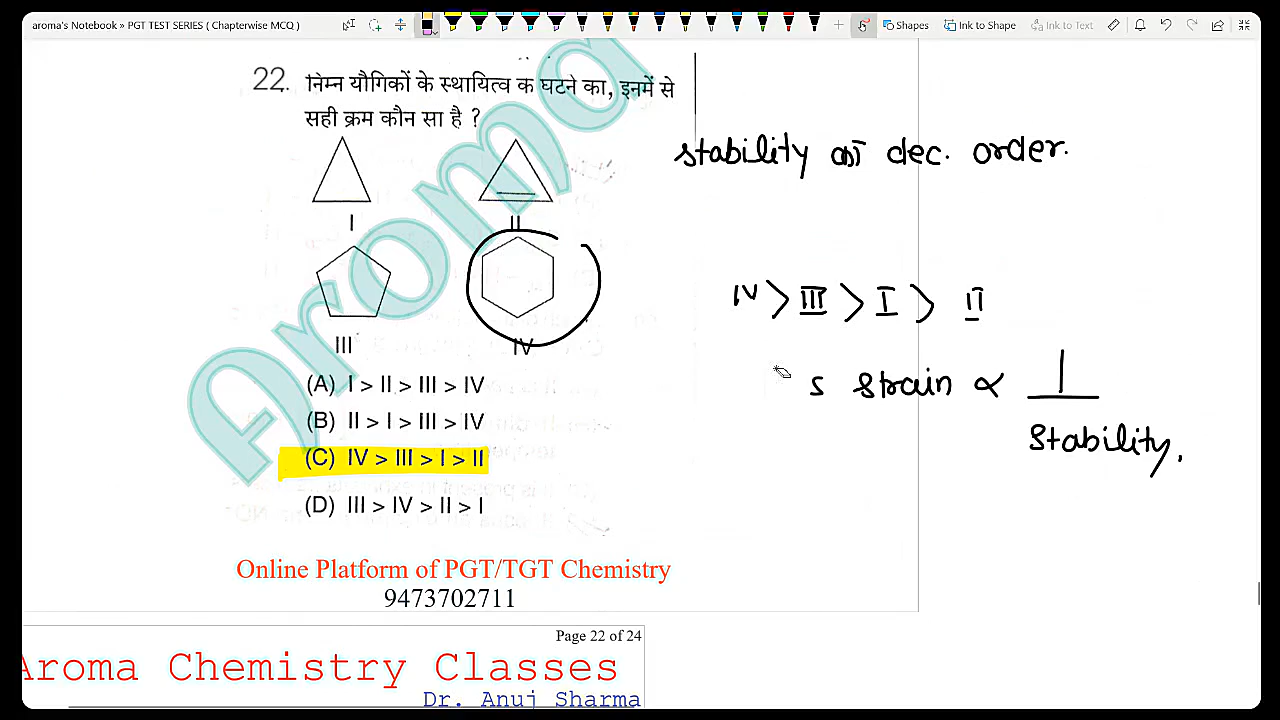 aroma's Notebook » PGT TEST SERIES ( Chapterwise MCQ )
Shapes
Ink to Shape
Ink to Text
22. निम्न यौगिकों के स्थायित्व क घटने का, इनमें से
सही क्रम कौन सा है ?
I
II
III
IV
(A) I > II > III > IV
(B) II > I > III > IV
(C) IV > III > I > II
(D) III > IV > II > I
stability का dec. order.
IV > III > I > II
s strain ∝ 1
stability,
Aroma
Online Platform of PGT/TGT Chemistry
9473702711
Page 22 of 24
Aroma Chemistry Classes
Dr. Anuj Sharma